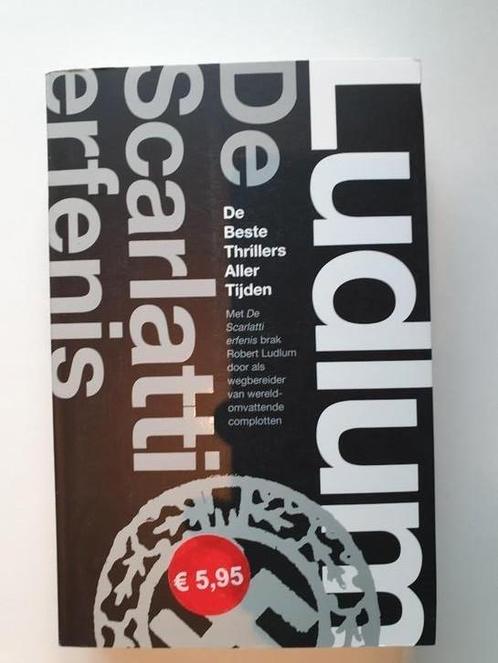 Ludlum
De
Scarlatti
erfenis
De
Beste
Thrillers
Aller
Tijden
Met De
Scarlatti
erfenis brak
Robert Ludlum
door als
wegbereider
van wereld-
omvattende
complotten
€ 5,95